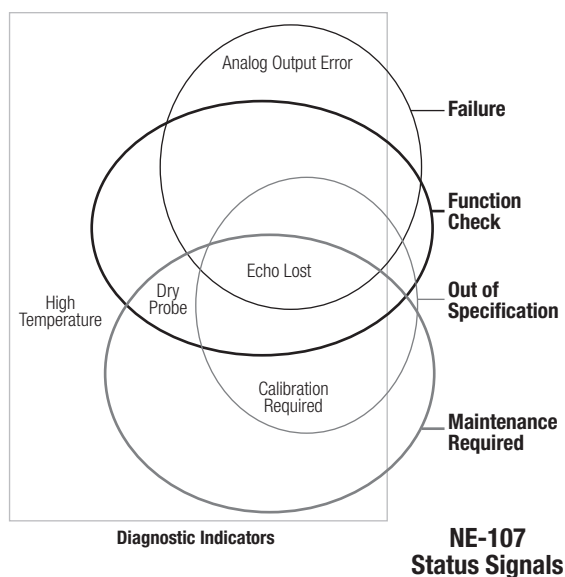 Analog Output Error
Failure
Function
Check
Echo Lost
Dry
Probe
High
Temperature
Out of
Specification
Calibration
Required
Maintenance
Required
Diagnostic Indicators
NE-107
Status Signals